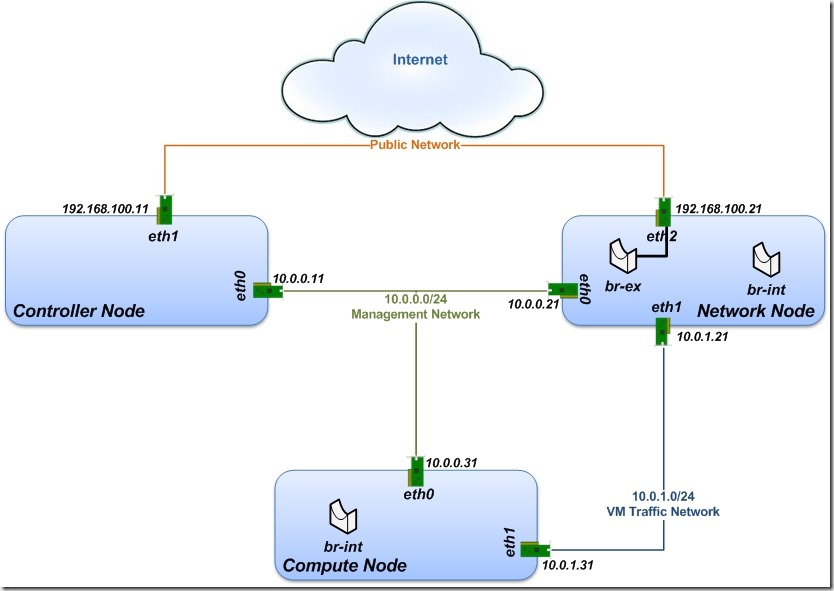 Internet
Public Network
192.168.100.11
eth1
192.168.100.21
eth2
br-ex
br-int
eth0
10.0.0.11
Controller Node
10.0.0.0/24
Management Network
eth0
10.0.0.21
eth1
Network Node
10.0.1.21
10.0.0.31
eth0
br-int
Compute Node
eth1
10.0.1.31
10.0.1.0/24
VM Traffic Network